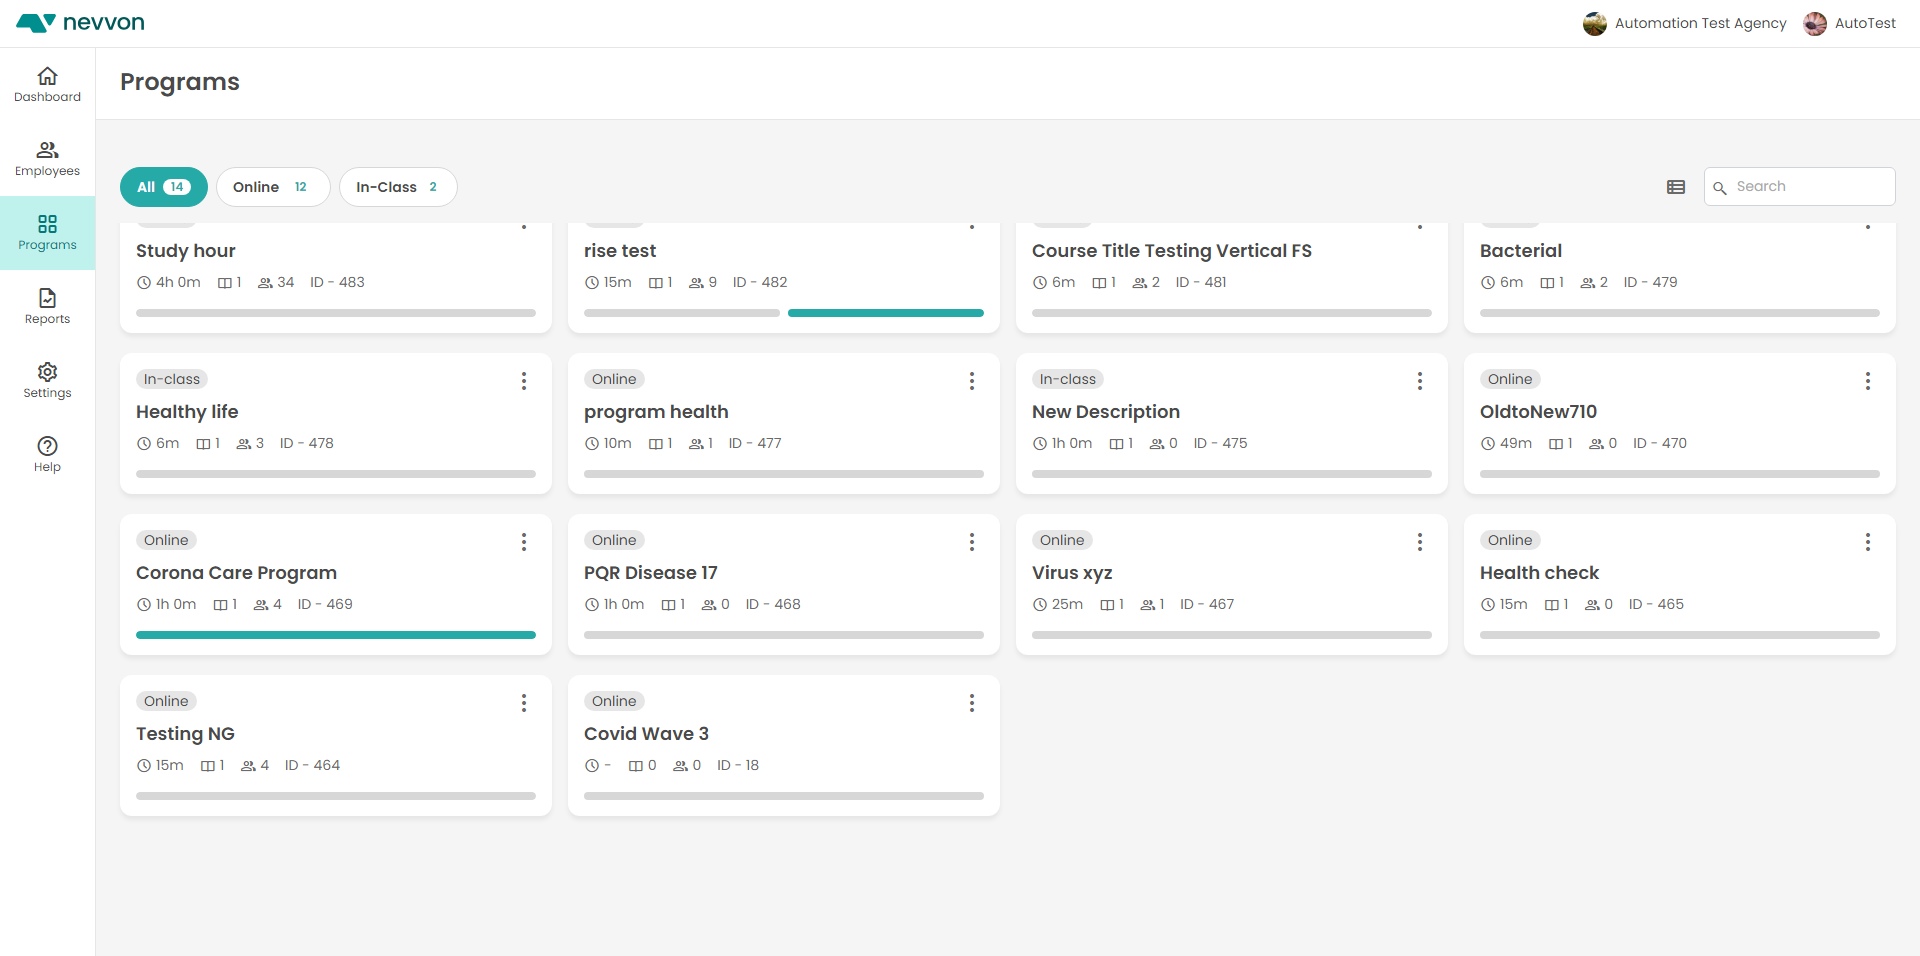 nevvon
Automation Test Agency
AutoTest
Dashboard
Employees
Programs
Reports
Settings
Help
Programs
All 14
Online 12
In-Class 2
Search
Study hour
4h 0m 1 34 ID - 483
rise test
15m 1 9 ID - 482
Course Title Testing Vertical FS
6m 1 2 ID - 481
Bacterial
6m 1 2 ID - 479
In-class
Healthy life
6m 1 3 ID - 478
Online
program health
10m 1 1 ID - 477
In-class
New Description
1h 0m 1 0 ID - 475
Online
OldtoNew710
49m 1 0 ID - 470
Online
Corona Care Program
1h 0m 1 4 ID - 469
Online
PQR Disease 17
1h 0m 1 0 ID - 468
Online
Virus xyz
25m 1 1 ID - 467
Online
Health check
15m 1 0 ID - 465
Online
Testing NG
15m 1 4 ID - 464
Online
Covid Wave 3
- 0 0 ID - 18